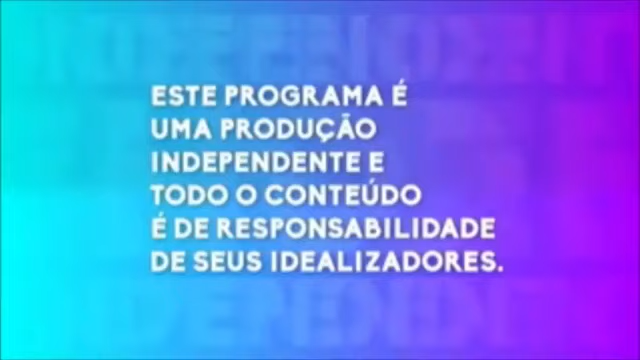 ESTE PROGRAMA É
UMA PRODUÇÃO
INDEPENDENTE E
TODO O CONTEÚDO
É DE RESPONSABILIDADE
DE SEUS IDEALIZADORES.